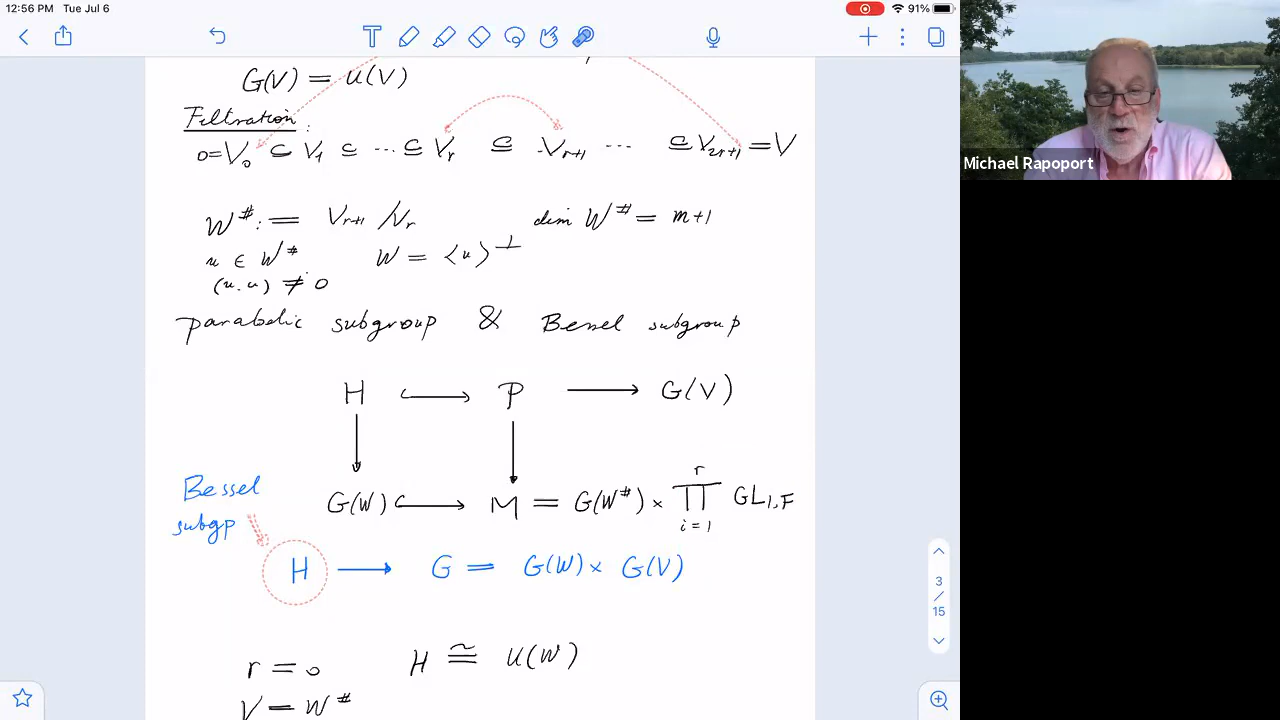 12:56 PM Tue Jul 6
91%
G(V) = U(V)
Filtration:
0=V₀ ⊆ V₁ ⊆ ... ⊆ Vᵣ ⊆ Vᵣ₊₁ ... ⊆ V₂ᵣ₊₁ = V
W^# := Vᵣ₊₁ / Vᵣ dim W^# = m+1
u ∈ W^# W = <u>^⊥
(u.u) ≠ 0
parabolic subgroup & Bessel subgroup
H P G(V)
Bessel
subgp
G(W) M = G(W^#) × ∏_{i=1}^{r} GL₁,F
H → G = G(W) × G(V)
r = 0 H ≅ U(W)
V = W^#
3
/
15
Michael Rapoport